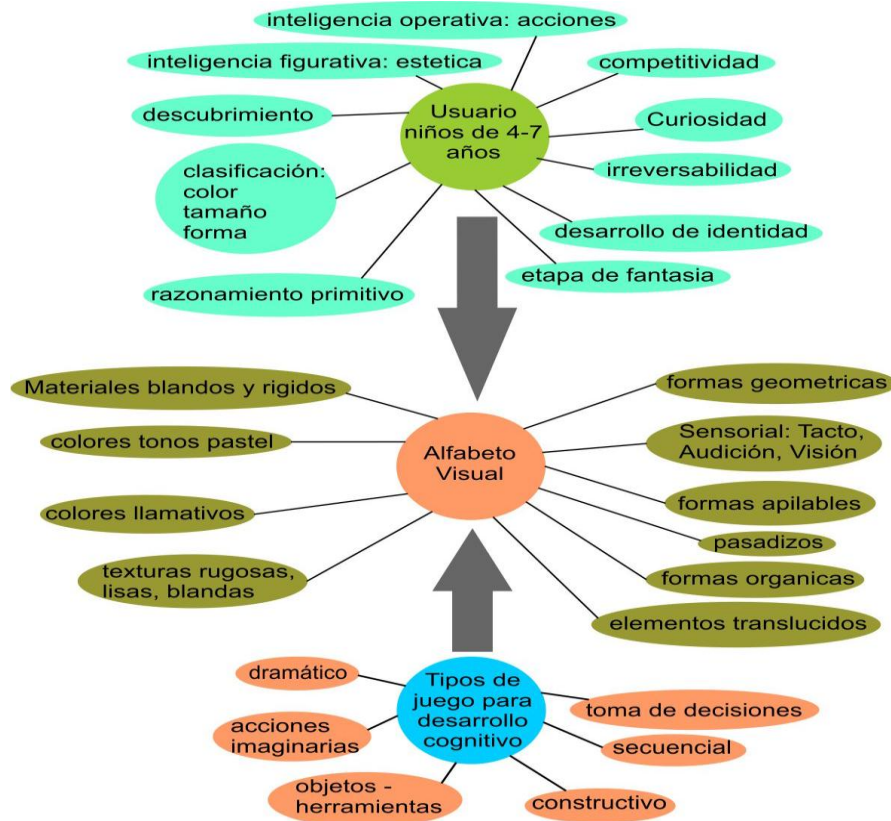 inteligencia operativa: acciones
inteligencia figurativa: estetica
competitividad
descubrimiento
Usuario
niños de 4-7
años
Curiosidad
clasificación:
color
tamaño
forma
irreversabilidad
desarrollo de identidad
etapa de fantasia
razonamiento primitivo
Materiales blandos y rigidos
formas geometricas
colores tonos pastel
Alfabeto
Visual
Sensorial: Tacto,
Audición, Visión
colores llamativos
formas apilables
pasadizos
texturas rugosas,
lisas, blandas
formas organicas
elementos translucidos
dramático
Tipos de
juego para
desarrollo
cognitivo
toma de decisiones
acciones
imaginarias
secuencial
objetos -
herramientas
constructivo